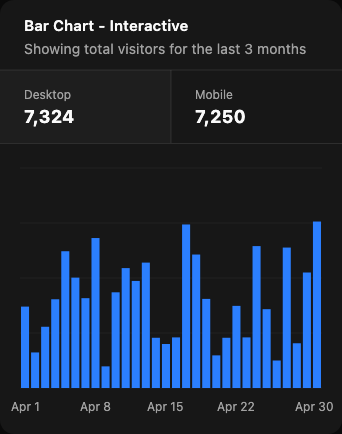 Bar Chart - Interactive
Showing total visitors for the last 3 months
Desktop
7,324
Mobile
7,250
Apr 1 Apr 8 Apr 15 Apr 22 Apr 30